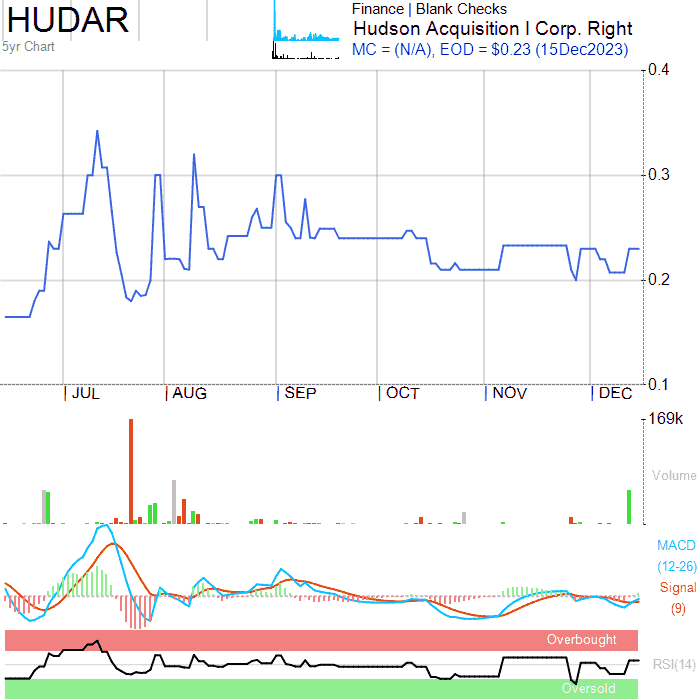 HUDAR
5yr Chart
Finance | Blank Checks
Hudson Acquisition I Corp. Right
MC = (N/A), EOD = $0.23 (15Dec2023)
0.4
0.3
0.2
0.1
JUL AUG SEP OCT NOV DEC
169k
Volume
MACD
(12-26)
Signal
(9)
Overbought
RSI(14)
Oversold